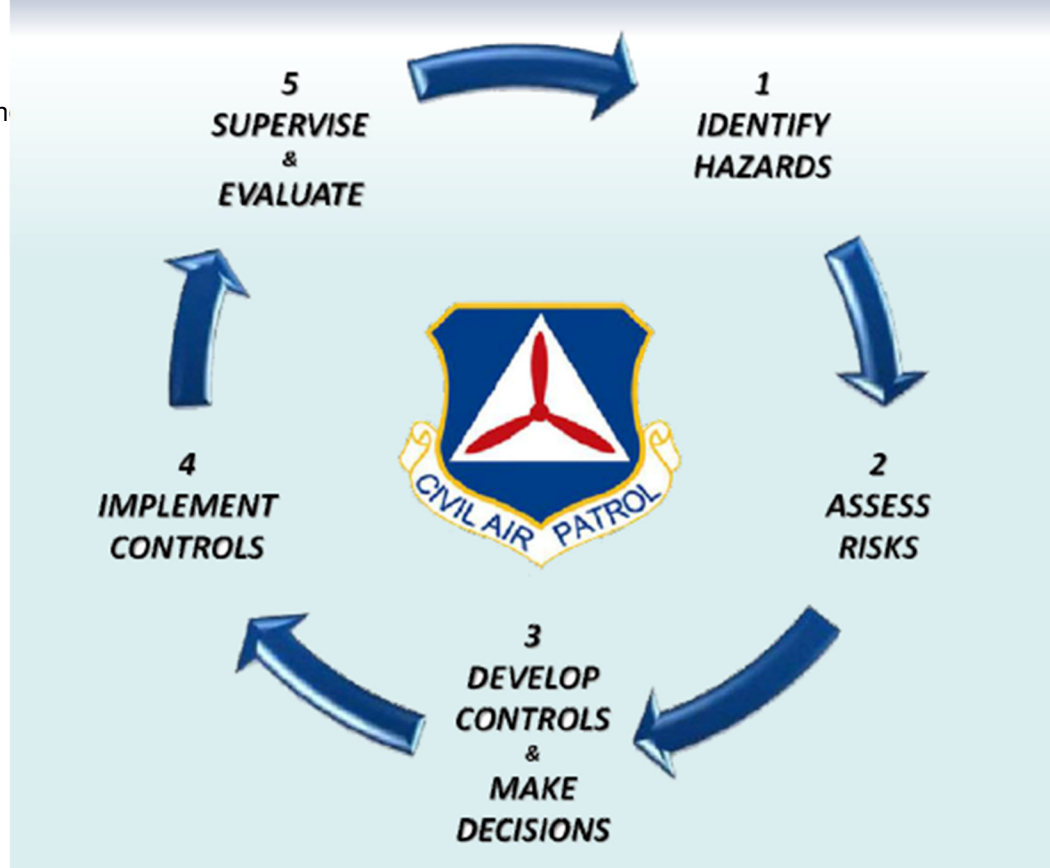 1
IDENTIFY
HAZARDS
2
ASSESS
RISKS
3
DEVELOP
CONTROLS
&
MAKE
DECISIONS
4
IMPLEMENT
CONTROLS
5
SUPERVISE
&
EVALUATE
CIVIL AIR PATROL